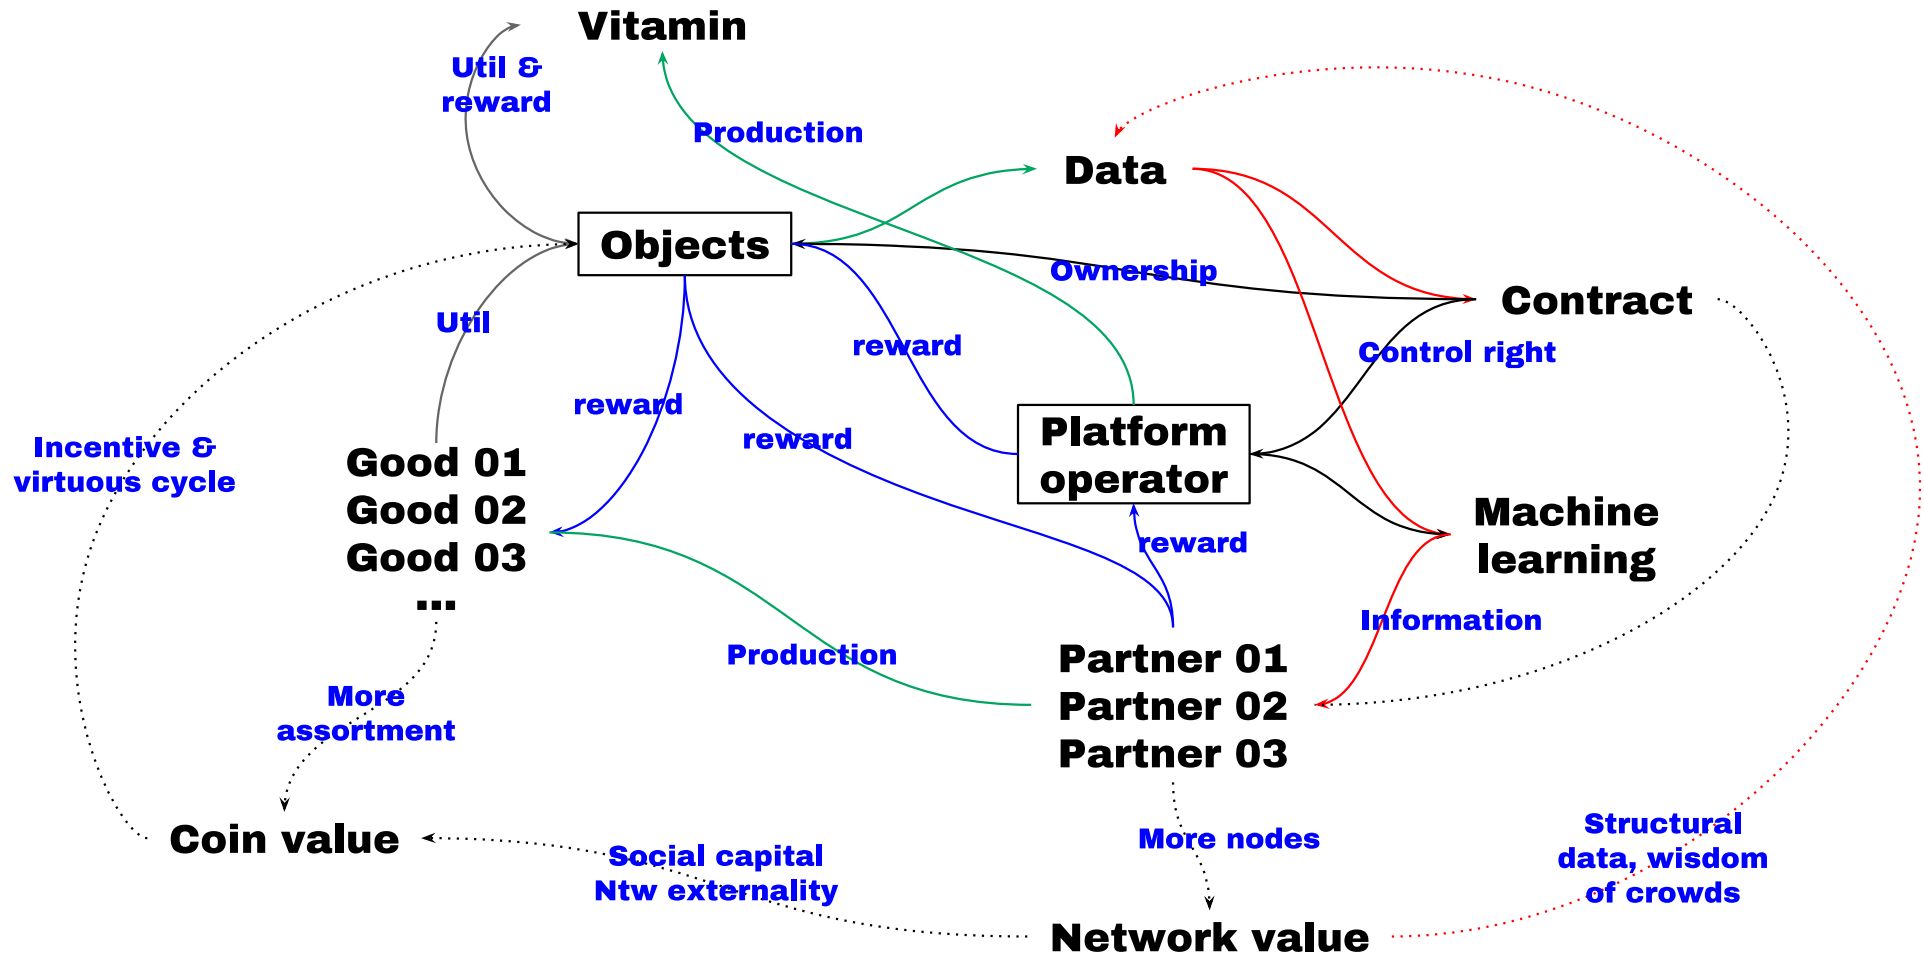 Vitamin
Util &
reward
Production
Data
Objects
Ownership
Contract
Util
reward
Control right
reward
reward
Incentive &
virtuous cycle
Good 01
Good 02
Good 03
...
Platform
operator
Machine
learning
reward
Information
Production
Partner 01
Partner 02
Partner 03
More
assortment
Coin value
Social capital
Ntw externality
More nodes
Structural
data, wisdom
of crowds
Network value